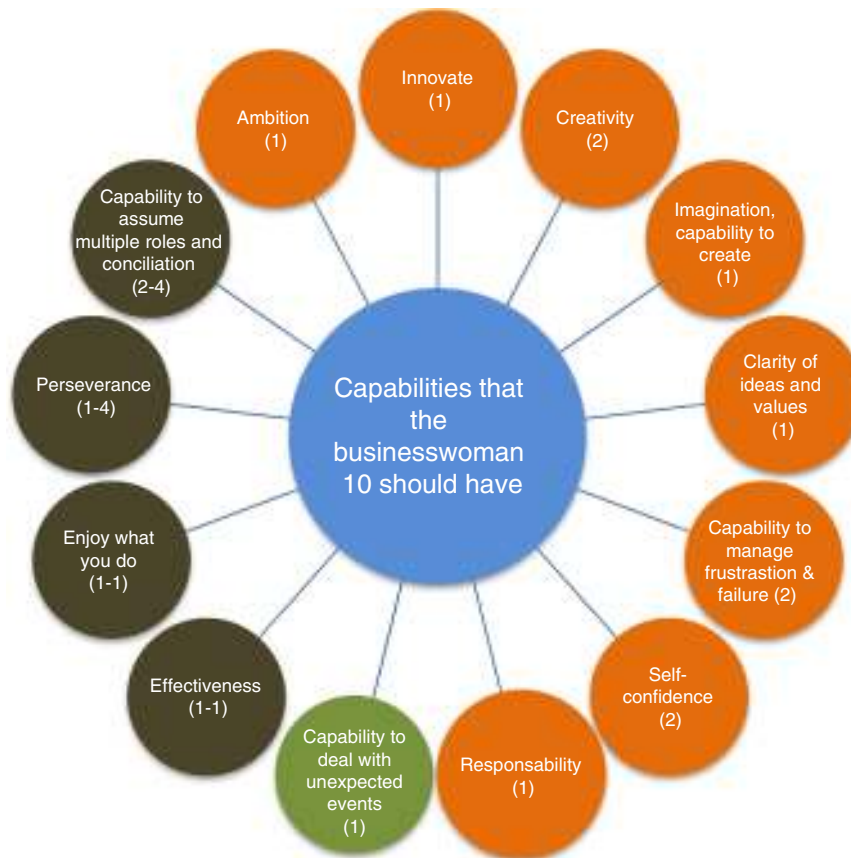 Innovate
(1)
Creativity
(2)
Imagination,
capability to
create
(1)
Clarity of
ideas and
values
(1)
Capability to
manage
frustrastion &
failure (2)
Self-
confidence
(2)
Responsability
(1)
Capability to
deal with
unexpected
events
(1)
Effectiveness
(1-1)
Enjoy what
you do
(1-1)
Perseverance
(1-4)
Capability to
assume
multiple roles and
conciliation
(2-4)
Ambition
(1)
Capabilities that
the
businesswoman
10 should have